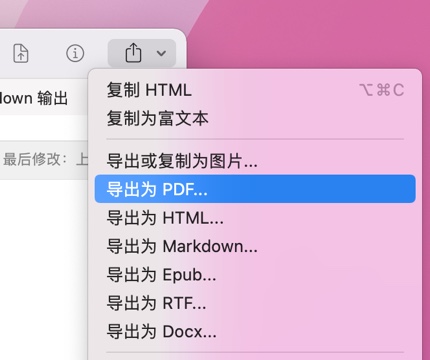 down 输出
最后修改：上
复制 HTML ⌥⌘C
复制为富文本
导出或复制为图片...
导出为 PDF...
导出为 HTML...
导出为 Markdown...
导出为 Epub...
导出为 RTF...
导出为 Docx...